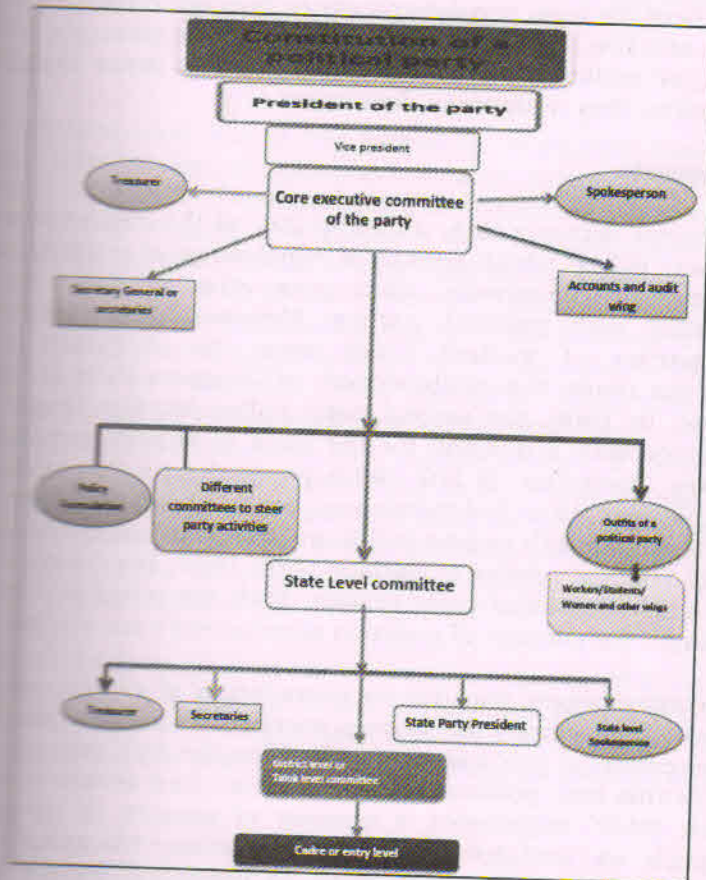 Constitution of a
political party
President of the party
Vice president
Treasurer
Core executive committee
of the party
Spokesperson
Secretary General or
secretaries
Accounts and audit
wing
Policy
Formulation
Different
committees to steer
party activities
Outfits of a
political party
State Level committee
Workers/Students/
Women and other wings
Treasurer
Secretaries
State Party President
State level
Spokesperson
District level or
Taluk level committee
Cadre or entry level